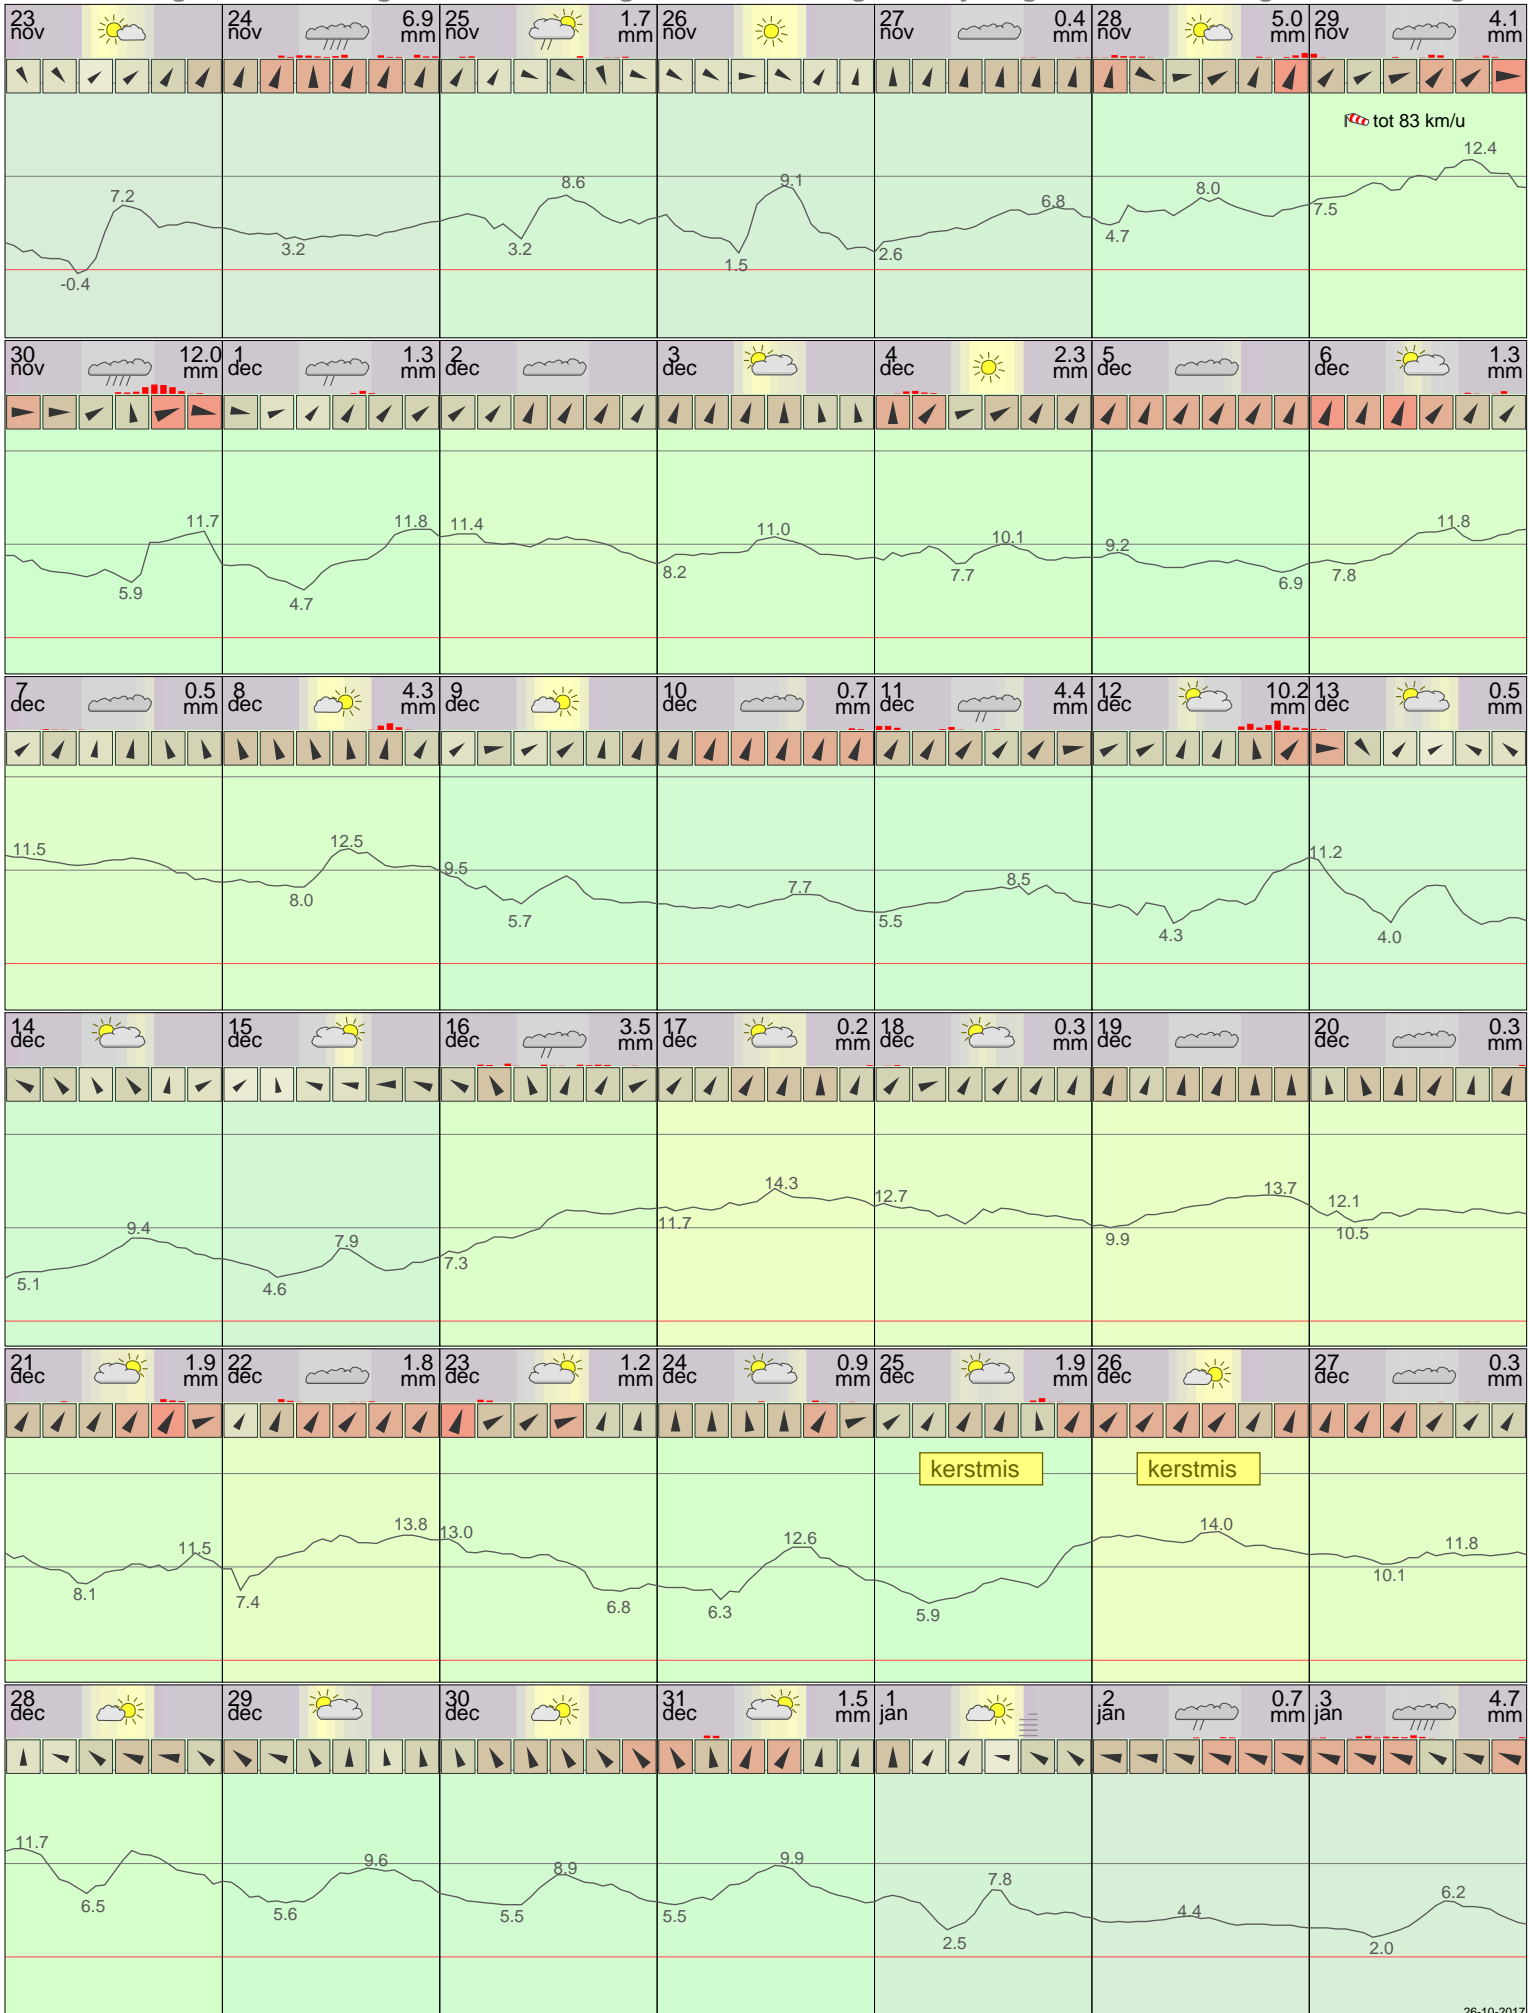 23 nov
24 nov 6.9 mm
25 nov 1.7 mm
26 nov
27 nov 0.4 mm
28 nov 5.0 mm
29 nov 4.1 mm
tot 83 km/u
7.2 -0.4 3.2 8.6 3.2 9.1 1.5 2.6 6.8 4.7 8.0 7.5 12.4
30 nov 12.0 mm
1 dec 1.3 mm
2 dec
3 dec
4 dec 2.3 mm
5 dec
6 dec 1.3 mm
5.9 11.7 4.7 11.8 11.4 8.2 11.0 7.7 10.1 9.2 6.9 7.8 11.8
7 dec 0.5 mm
8 dec 4.3 mm
9 dec
10 dec 0.7 mm
11 dec 4.4 mm
12 dec 10.2 mm
13 dec 0.5 mm
11.5 8.0 12.5 9.5 5.7 7.7 5.5 8.5 4.3 11.2 4.0
14 dec
15 dec
16 dec 3.5 mm
17 dec 0.2 mm
18 dec 0.3 mm
19 dec
20 dec 0.3 mm
5.1 9.4 4.6 7.9 7.3 11.7 14.3 12.7 9.9 13.7 12.1 10.5
21 dec 1.9 mm
22 dec 1.8 mm
23 dec 1.2 mm
24 dec 0.9 mm
25 dec 1.9 mm
26 dec
27 dec 0.3 mm
kerstmis kerstmis
8.1 11.5 7.4 13.8 13.0 6.8 6.3 12.6 5.9 14.0 10.1 11.8
28 dec
29 dec
30 dec
31 dec 1.5 mm
1 jan
2 jan 0.7 mm
3 jan 4.7 mm
11.7 6.5 5.6 9.6 5.5 8.9 5.5 9.9 2.5 7.8 4.4 2.0 6.2
26-10-2017